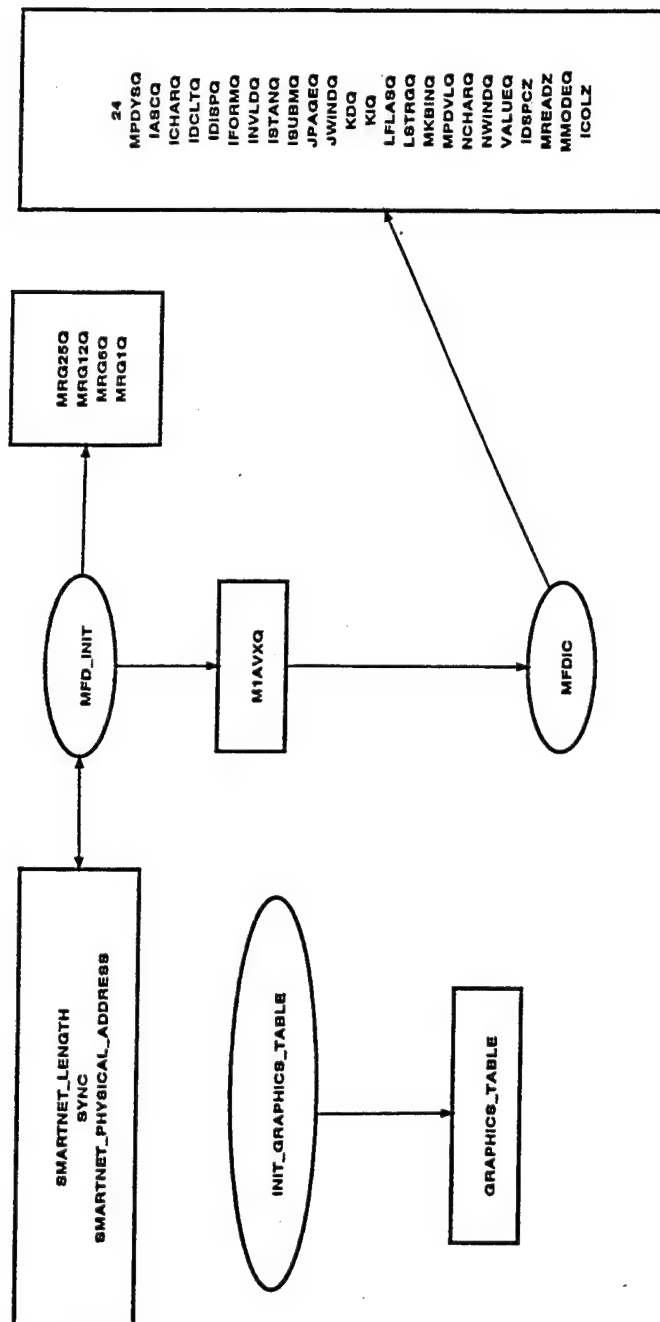 SMARTNET_LENGTH
SYNC
SMARTNET_PHYSICAL_ADDRESS
MFD_INIT
MRG25Q
MRG12Q
MRG6Q
MRG1Q
INIT_GRAPHICS_TABLE
M1AVXQ
GRAPHICS_TABLE
MFDIC
24
MPDYSQ
IASCQ
ICHARQ
IDCLTQ
IDISPQ
IFORMQ
INVLDQ
ISTANQ
ISUBMQ
JPAGEQ
JWINDQ
KDQ
KIQ
LFLASQ
LSTRGQ
MKBINQ
MPDVLQ
NCHARQ
NWINDQ
VALUEQ
IDSPCZ
MREADZ
MMODEQ
ICOLZ